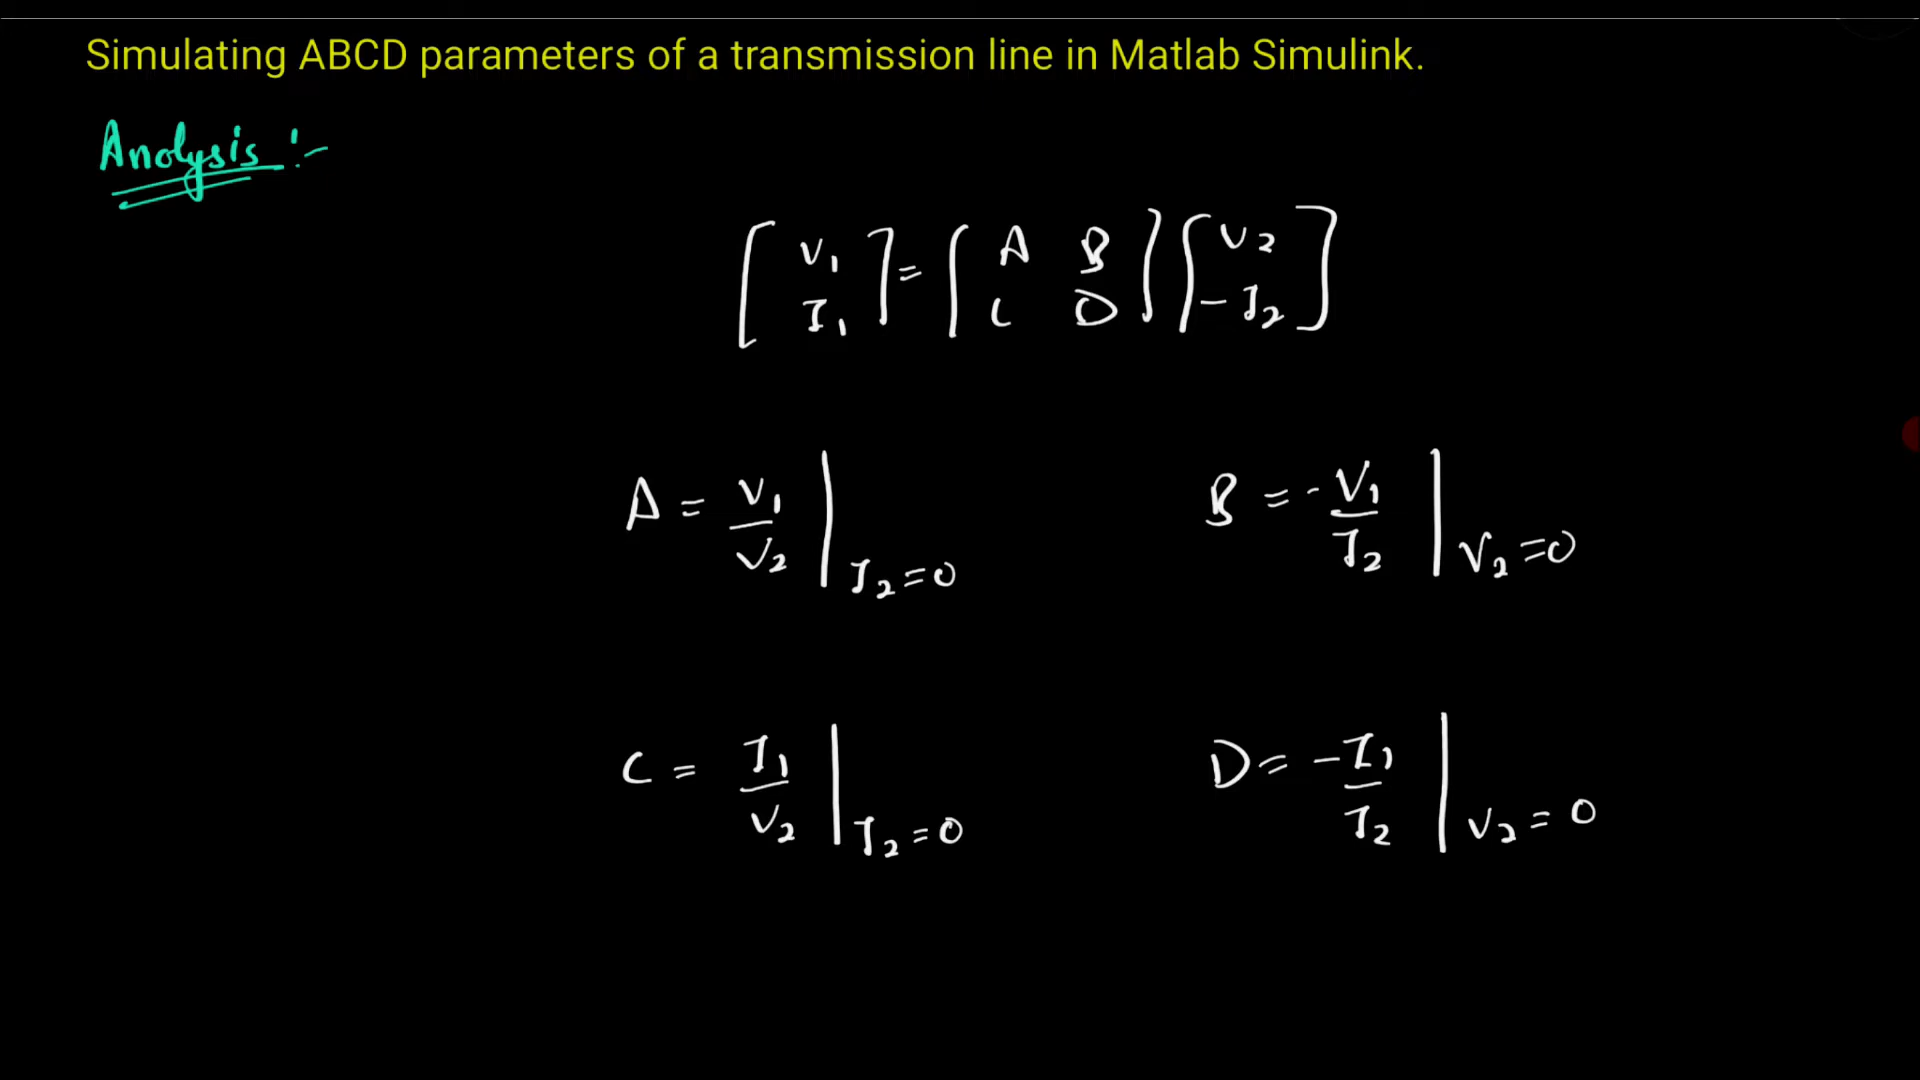 Simulating ABCD parameters of a transmission line in Matlab Simulink.
Analysis :-
[V₁ I₁] = [A B C D] [V₂ -I₂]
A = V₁/V₂ | I₂=0
B = -V₁/I₂ | V₂=0
C = I₁/V₂ | I₂=0
D = -I₁/I₂ | V₂=0